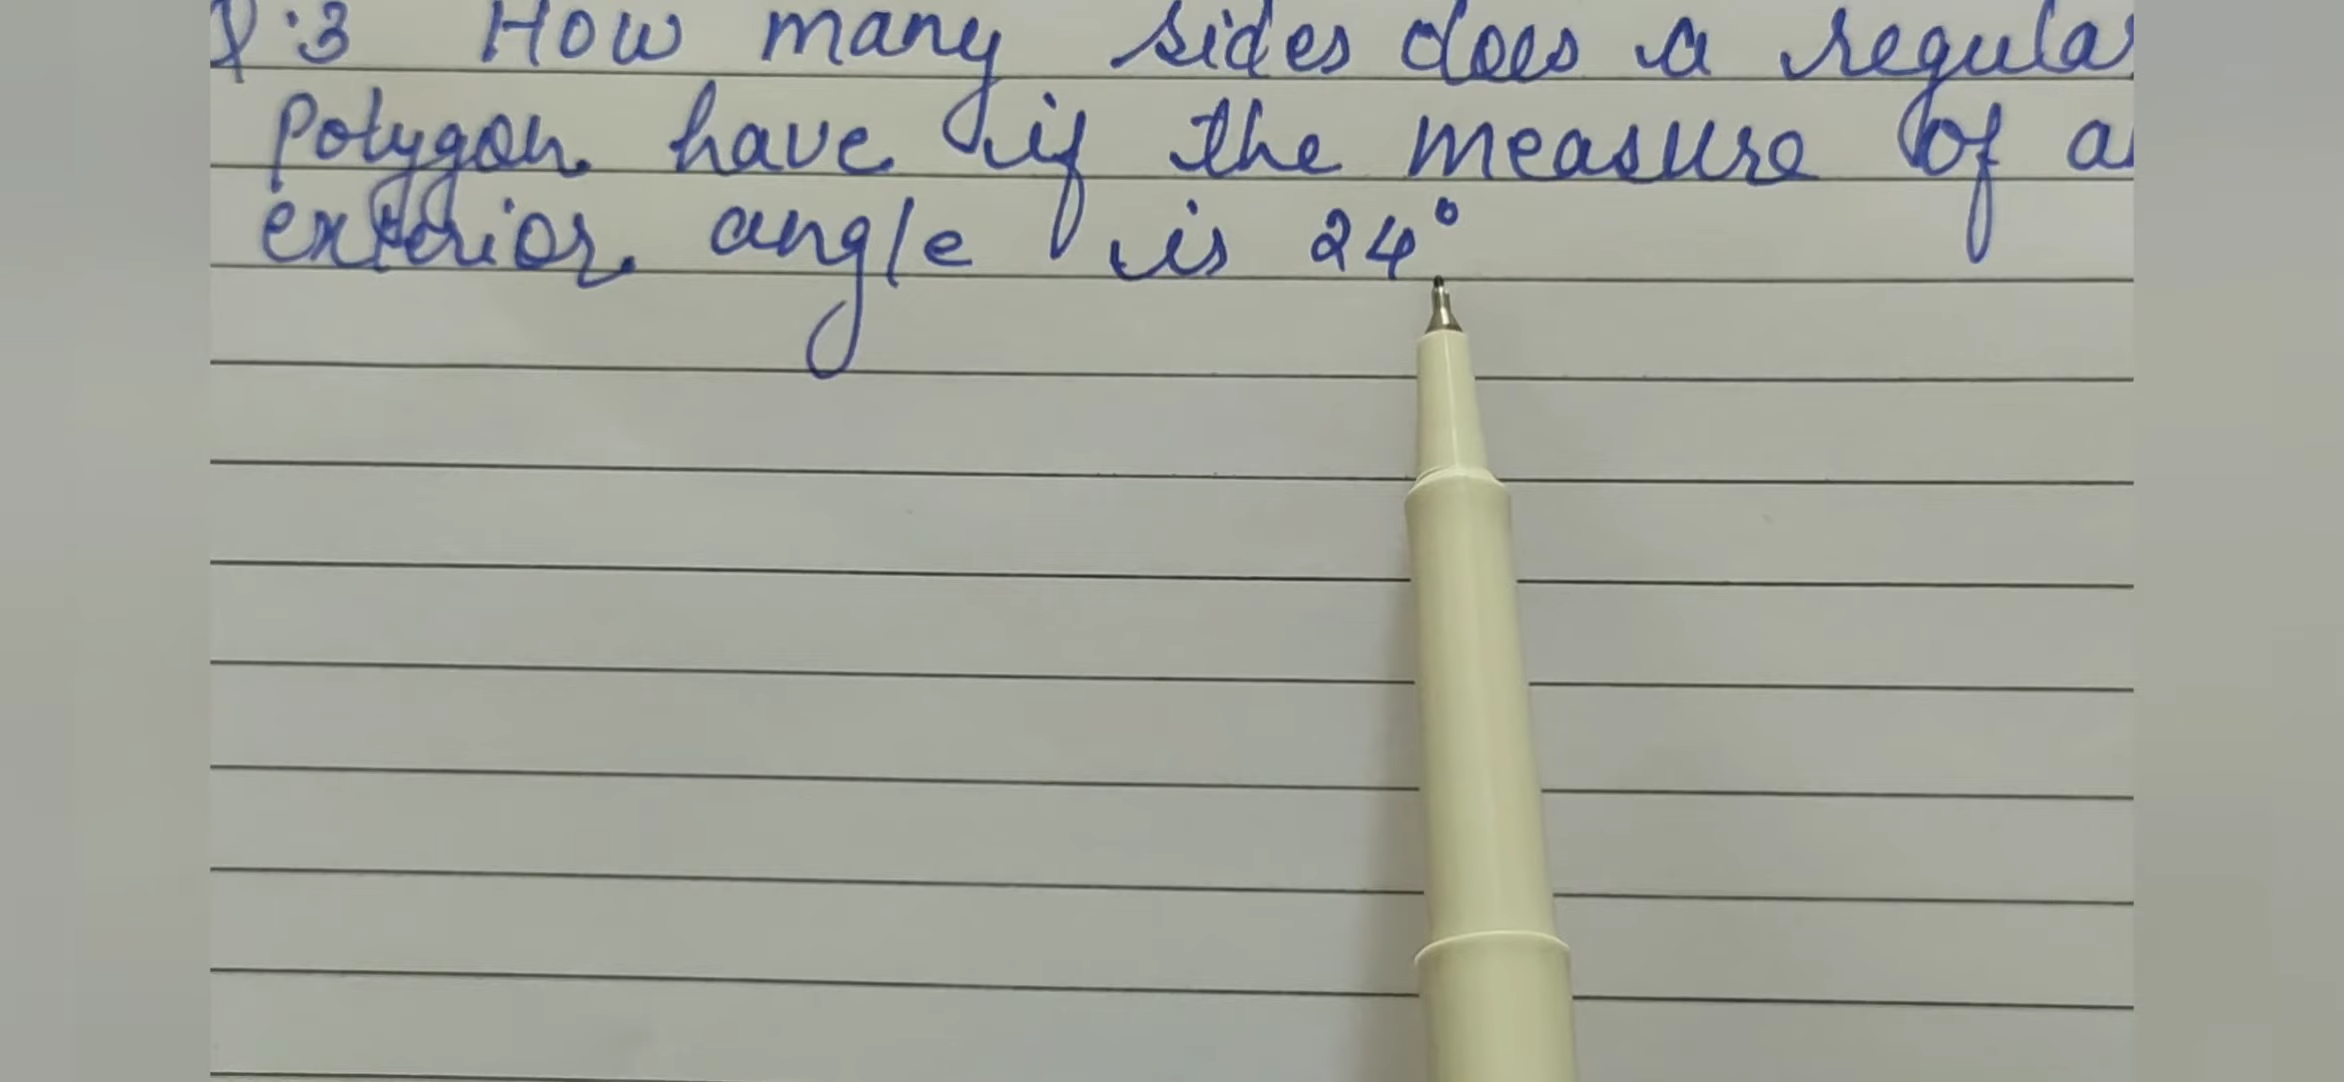 Q.3 How many sides does a regular
Polygon have if the measure of a
exterior angle is 24°